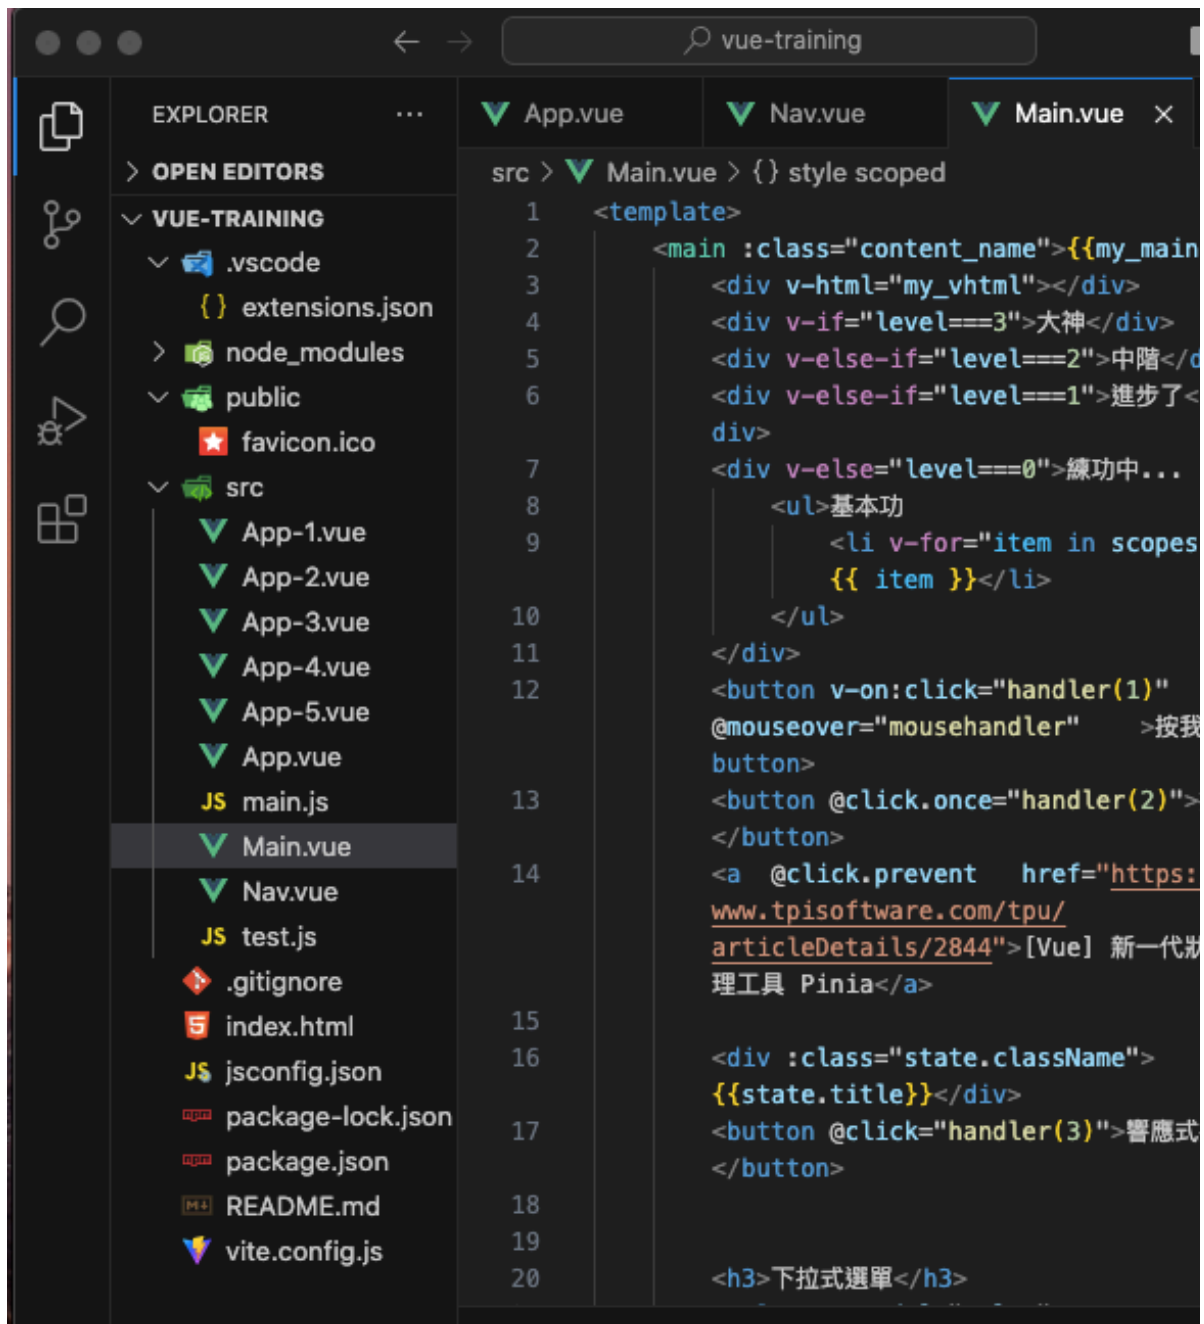 vue-training
EXPLORER ...
OPEN EDITORS
VUE-TRAINING
.vscode
{ } extensions.json
node_modules
public
favicon.ico
src
App-1.vue
App-2.vue
App-3.vue
App-4.vue
App-5.vue
App.vue
JS main.js
Main.vue
Nav.vue
JS test.js
.gitignore
index.html
JS jsconfig.json
package-lock.json
package.json
README.md
vite.config.js
App.vue
Nav.vue
Main.vue ×
src > Main.vue > {} style scoped
1 <template>
2 <main :class="content_name">{{my_main
3 <div v-html="my_vhtml"></div>
4 <div v-if="level===3">大神</div>
5 <div v-else-if="level===2">中階</d
6 <div v-else-if="level===1">進步了<
div>
7 <div v-else="level===0">練功中...
8 <ul>基本功
9 <li v-for="item in scopes
{{ item }}</li>
10 </ul>
11 </div>
12 <button v-on:click="handler(1)"
@mouseover="mousehandler" >按我
button>
13 <button @click.once="handler(2)">
</button>
14 <a @click.prevent href="https:
www.tpisoftware.com/tpu/
articleDetails/2844">[Vue] 新一代狀
理工具 Pinia</a>
15
16 <div :class="state.className">
{{state.title}}</div>
17 <button @click="handler(3)">響應式
</button>
18
19
20 <h3>下拉式選單</h3>